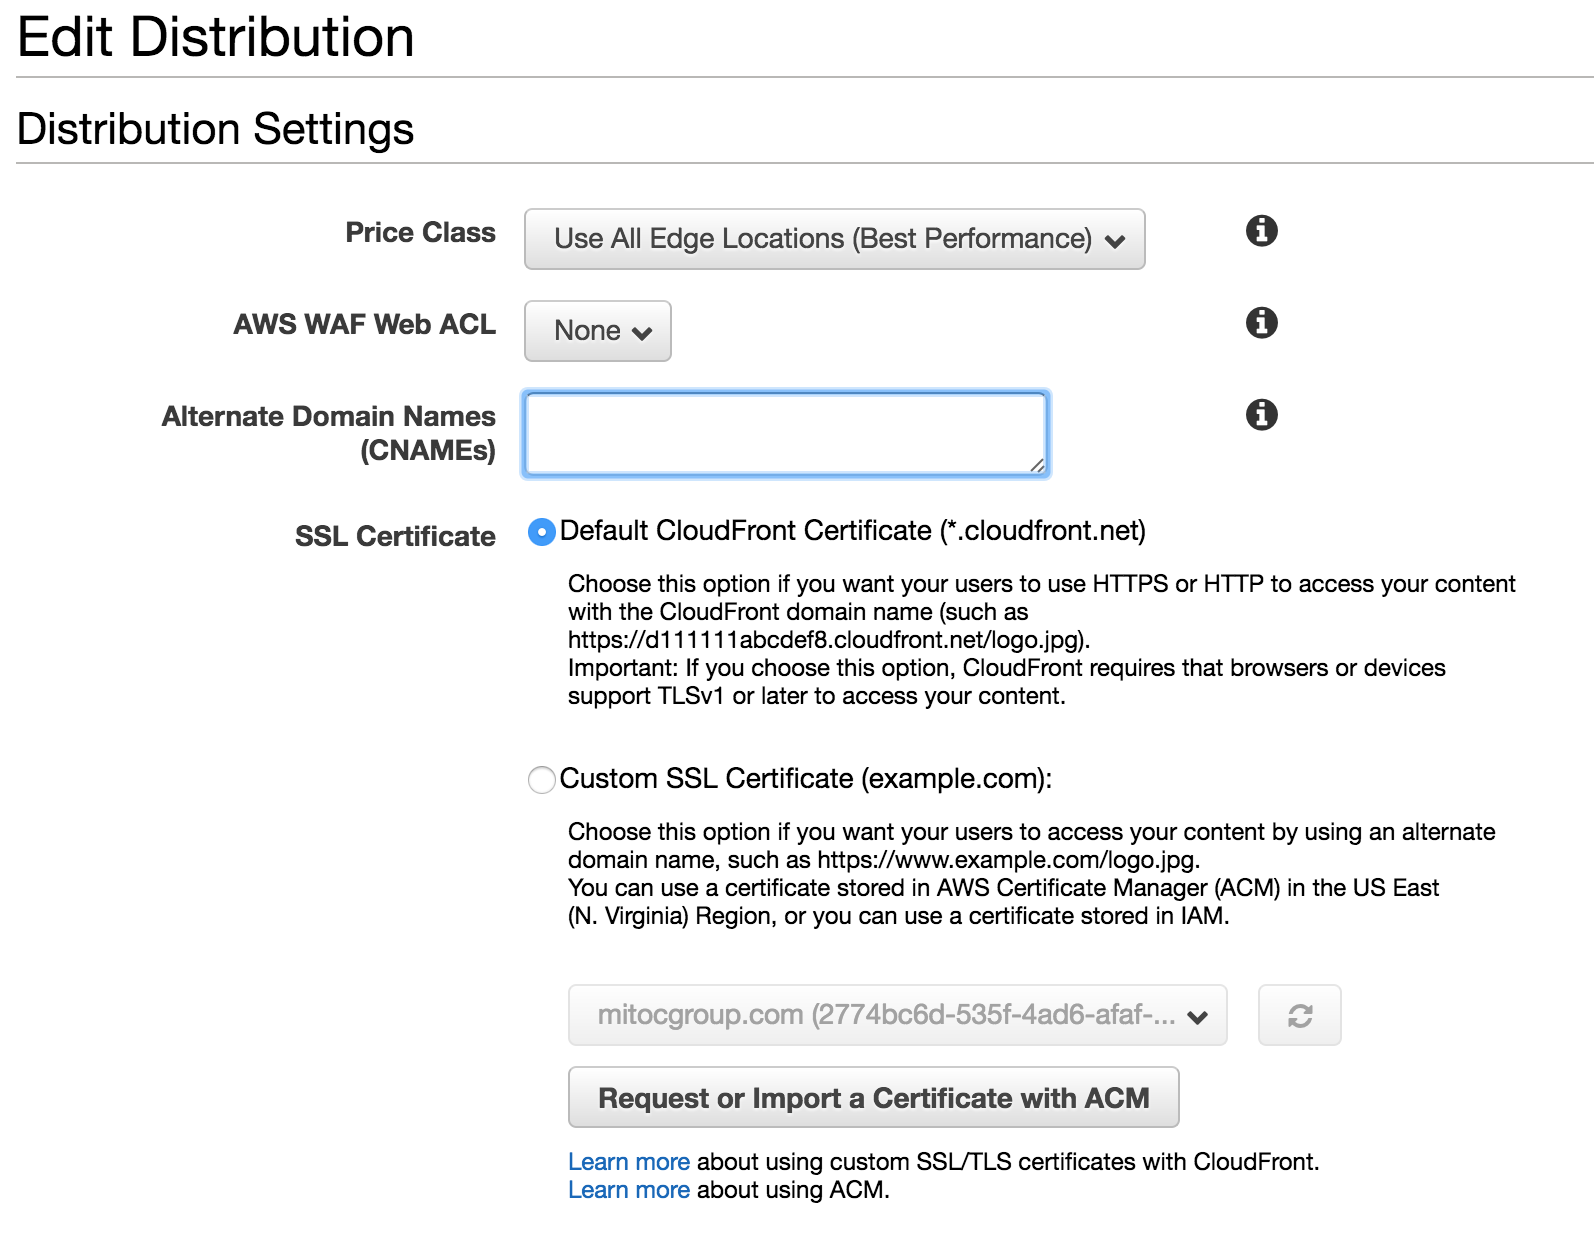 Edit Distribution
Distribution Settings
Price Class
Use All Edge Locations (Best Performance)
AWS WAF Web ACL
None
Alternate Domain Names
(CNAMEs)
SSL Certificate
Default CloudFront Certificate (*.cloudfront.net)
Choose this option if you want your users to use HTTPS or HTTP to access your content
with the CloudFront domain name (such as
https://d111111abcdef8.cloudfront.net/logo.jpg).
Important: If you choose this option, CloudFront requires that browsers or devices
support TLSv1 or later to access your content.
Custom SSL Certificate (example.com):
Choose this option if you want your users to access your content by using an alternate
domain name, such as https://www.example.com/logo.jpg.
You can use a certificate stored in AWS Certificate Manager (ACM) in the US East
(N. Virginia) Region, or you can use a certificate stored in IAM.
mitocgroup.com (2774bc6d-535f-4ad6-afaf-...
Request or Import a Certificate with ACM
Learn more about using custom SSL/TLS certificates with CloudFront.
Learn more about using ACM.